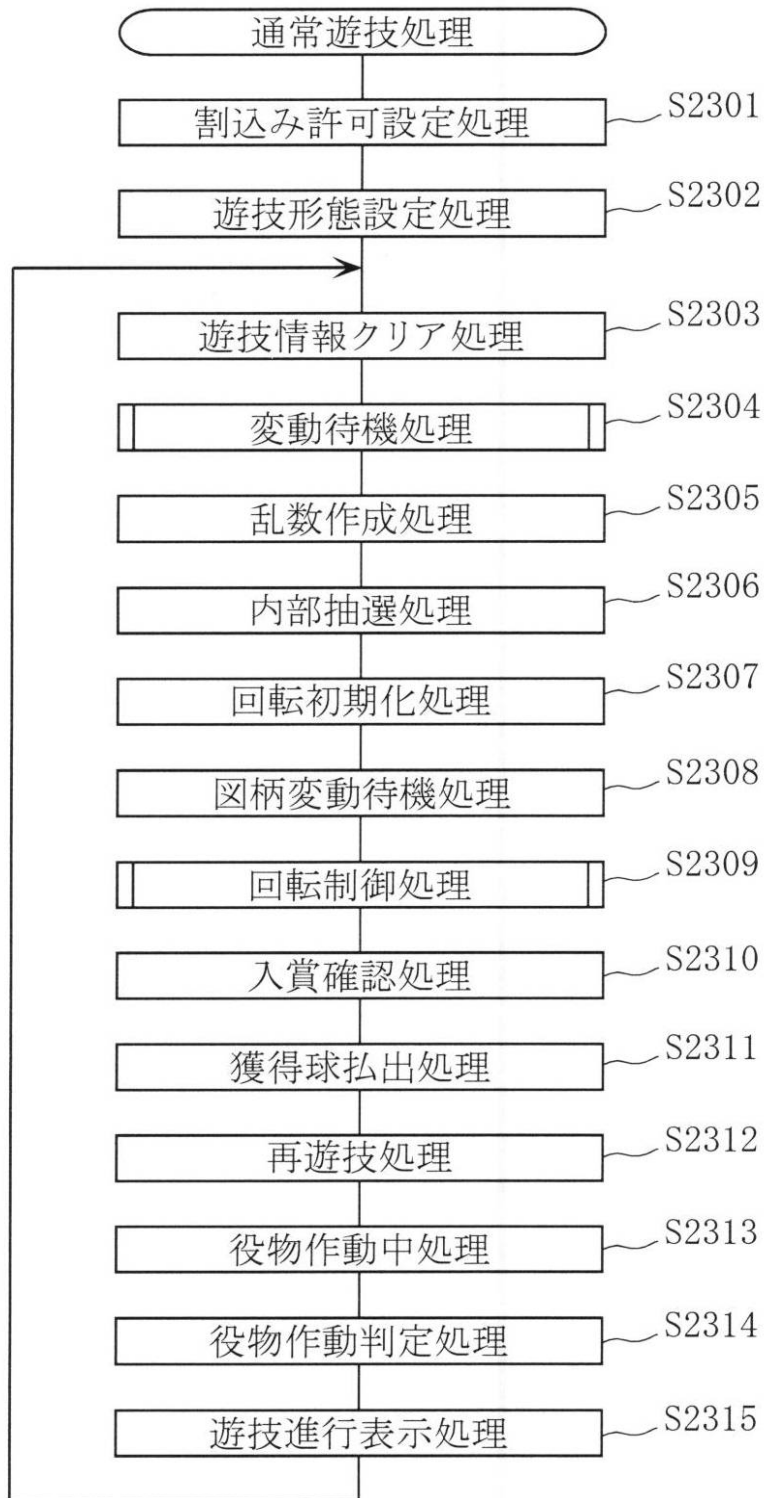 通常遊技処理
割込み許可設定処理 S2301
遊技形態設定処理 S2302
遊技情報クリア処理 S2303
変動待機処理 S2304
乱数作成処理 S2305
内部抽選処理 S2306
回転初期化処理 S2307
図柄変動待機処理 S2308
回転制御処理 S2309
入賞確認処理 S2310
獲得球払出処理 S2311
再遊技処理 S2312
役物作動中処理 S2313
役物作動判定処理 S2314
遊技進行表示処理 S2315